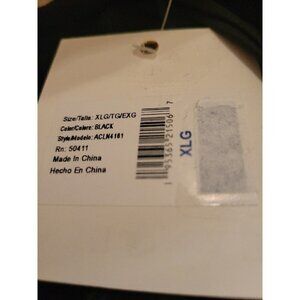 Size/Talla: XLG/TG/EXG
Color/Colore: BLACK
Style/Modelo: ACLN4161
Rn: 50411
Made In China
Hecho En China
XLG